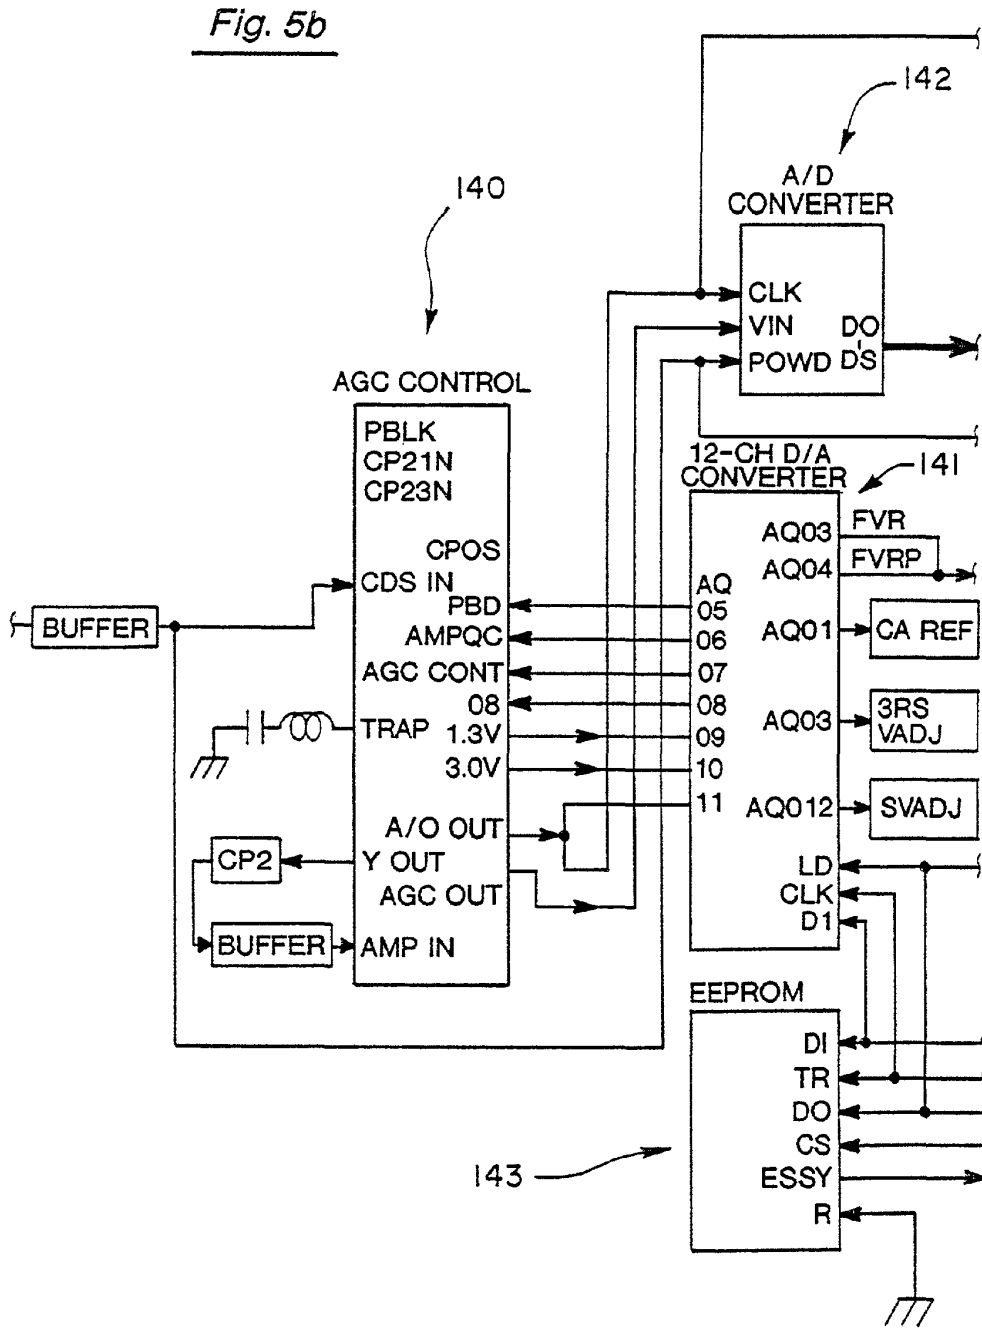 Fig. 5b
142
A/D
CONVERTER
140
CLK
VIN
DO
POWD
DS
AGC CONTROL
PBLK
CP21N
CP23N
CPOS
CDS IN
PBD
AMPQC
AGC CONT
08
TRAP
1.3V
3.0V
A/O OUT
Y OUT
AGC OUT
AMP IN
BUFFER
CP2
BUFFER
12-CH D/A
CONVERTER
141
AQ03
FVR
AQ04
FVRP
AQ
05
06
07
08
09
10
11
AQ01
CA REF
AQ03
3RS
VADJ
AQ012
SVADJ
LD
CLK
D1
EEPROM
DI
TR
DO
CS
ESSY
R
143